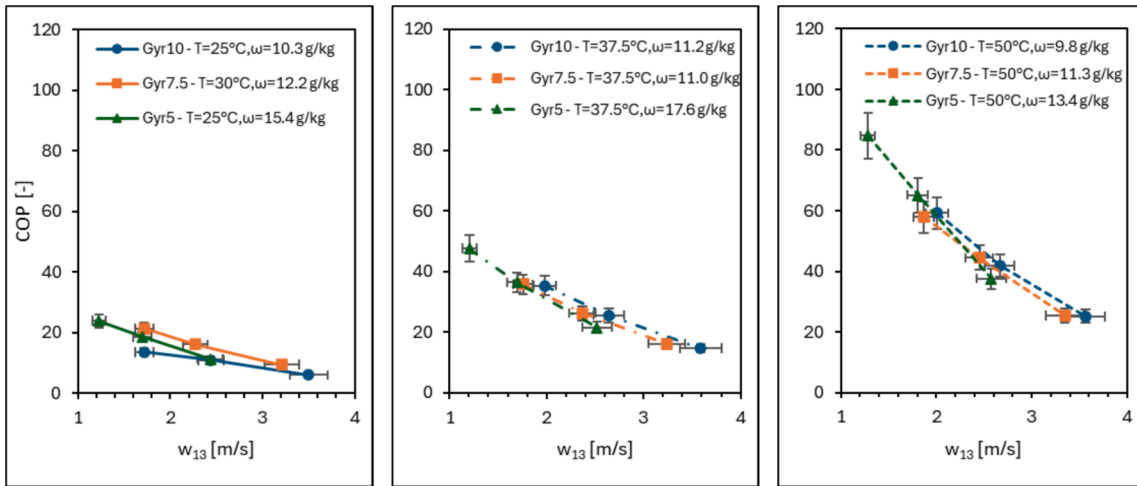 120
100
80
60
40
20
0
COP [-]
Gyr10 - T=25°C,ω=10.3 g/kg
Gyr7.5 - T=30°C,ω=12.2 g/kg
Gyr5 - T=25°C,ω=15.4 g/kg
1 2 3 4
w₁₃ [m/s]
120
100
80
60
40
20
0
Gyr10 - T=37.5°C,ω=11.2 g/kg
Gyr7.5 - T=37.5°C,ω=11.0 g/kg
Gyr5 - T=37.5°C,ω=17.6 g/kg
1 2 3 4
w₁₃ [m/s]
120
100
80
60
40
20
0
Gyr10 - T=50°C,ω=9.8 g/kg
Gyr7.5 - T=50°C,ω=11.3 g/kg
Gyr5 - T=50°C,ω=13.4 g/kg
1 2 3 4
w₁₃ [m/s]